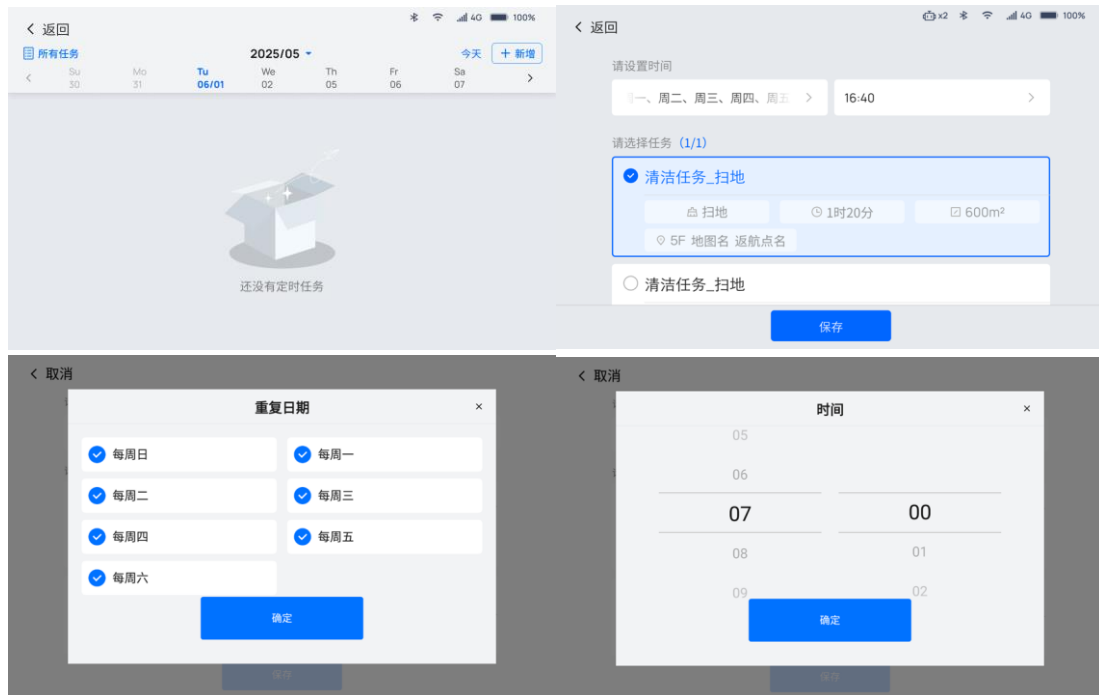 4G 100%
返回
所有任务 2025/05 今天 + 新增
Su Mo Tu We Th Fr Sa
30 31 06/01 02 05 06 07
还没有定时任务
x2 4G 100%
返回
请设置时间
一、周二、周三、周四、周五 16:40
请选择任务 (1/1)
清洁任务_扫地
扫地 1时20分 600m²
5F 地图名 返航点名
清洁任务_扫地
保存
取消
重复日期 ×
每周日 每周一
每周二 每周三
每周四 每周五
每周六
确定
保存
取消
时间 ×
05
06
07 00
08 01
09 02
确定
保存